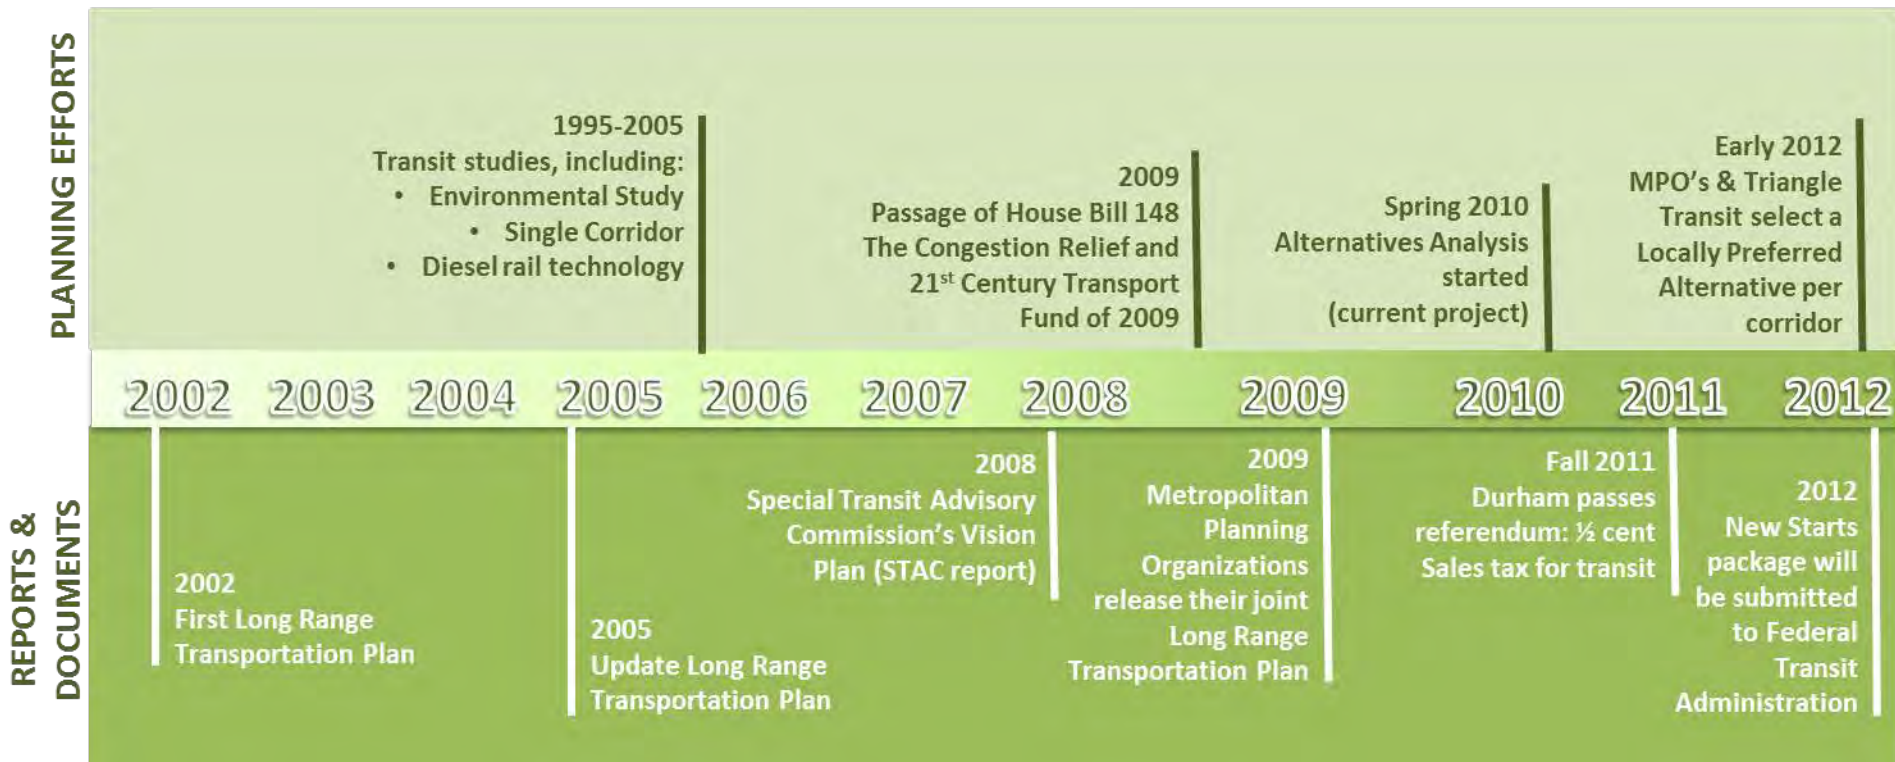 PLANNING EFFORTS
1995-2005
Transit studies, including:
• Environmental Study
• Single Corridor
• Diesel rail technology
2009
Passage of House Bill 148
The Congestion Relief and
21st Century Transport
Fund of 2009
Spring 2010
Alternatives Analysis
started
(current project)
Early 2012
MPO's & Triangle
Transit select a
Locally Preferred
Alternative per
corridor
2002 2003 2004 2005 2006 2007 2008 2009 2010 2011 2012
REPORTS &
DOCUMENTS
2002
First Long Range
Transportation Plan
2005
Update Long Range
Transportation Plan
2008
Special Transit Advisory
Commission's Vision
Plan (STAC report)
2009
Metropolitan
Planning
Organizations
release their joint
Long Range
Transportation Plan
Fall 2011
Durham passes
referendum: ½ cent
Sales tax for transit
2012
New Starts
package will
be submitted
to Federal
Transit
Administration